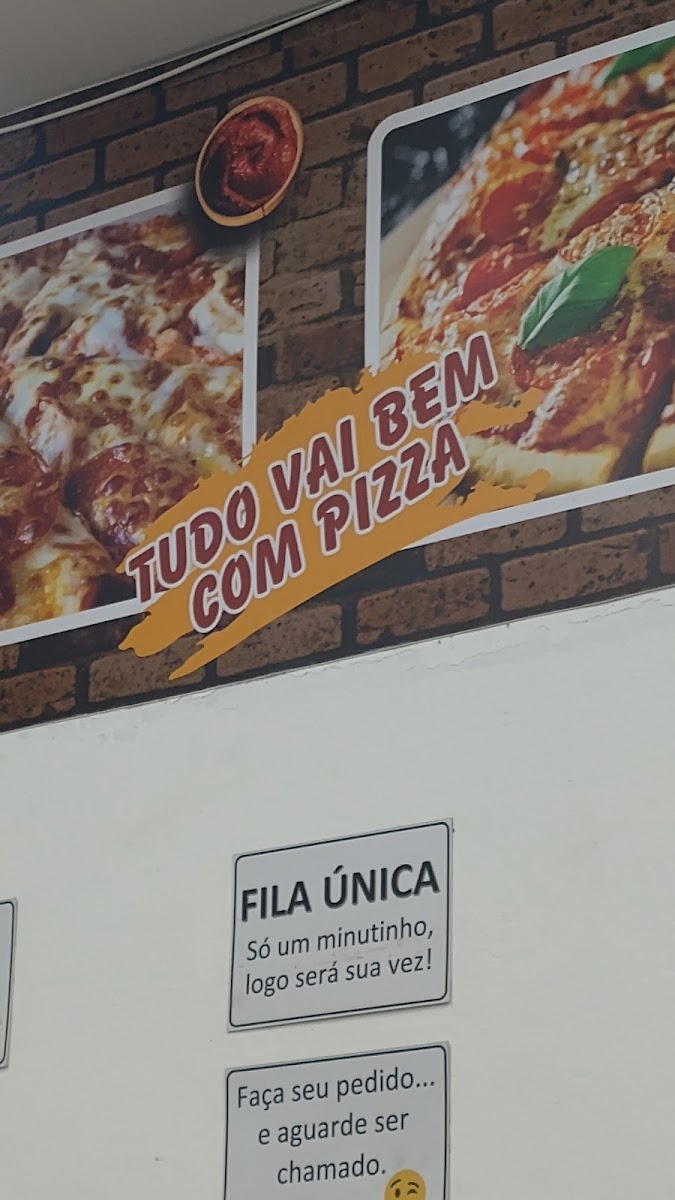 TUDO VAI BEM
COM PIZZA
FILA ÚNICA
Só um minutinho,
logo será sua vez!
Faça seu pedido...
e aguarde ser
chamado.